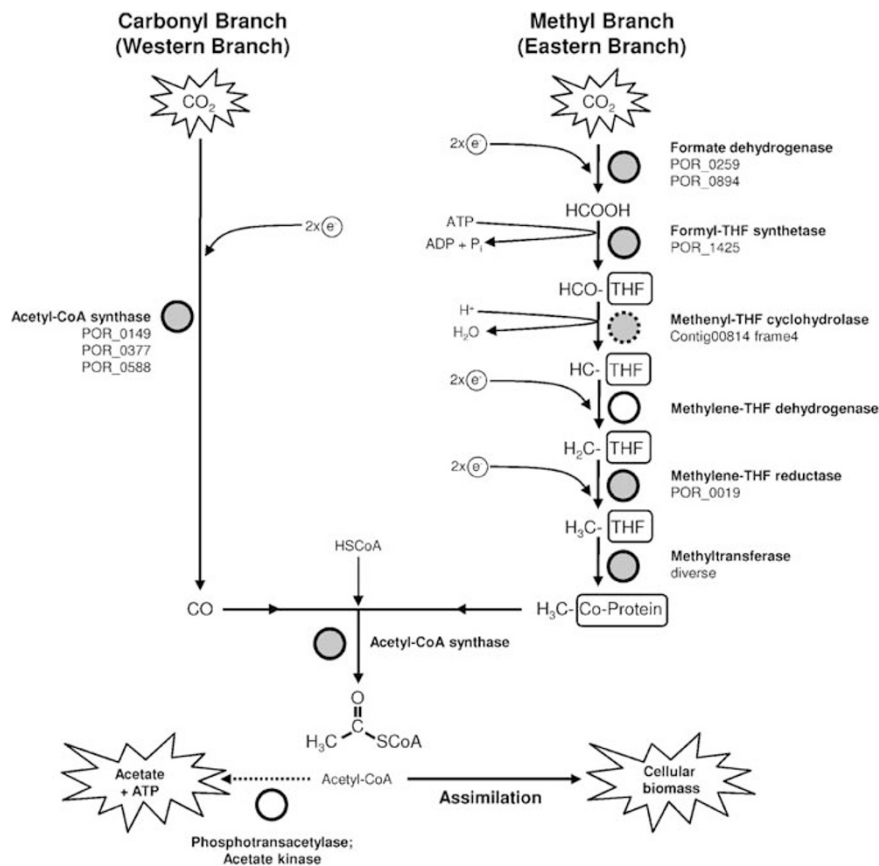 Carbonyl Branch
(Western Branch)
CO₂
2x e⁻
Acetyl-CoA synthase
POR_0149
POR_0377
POR_0588
CO
Methyl Branch
(Eastern Branch)
CO₂
2x e⁻
Formate dehydrogenase
POR_0259
POR_0894
HCOOH
ATP
ADP + Pᵢ
Formyl-THF synthetase
POR_1425
HCO- THF
H⁺
H₂O
Methenyl-THF cyclohydrolase
Contig00814 frame4
HC- THF
2x e⁻
Methylene-THF dehydrogenase
H₂C- THF
2x e⁻
Methylene-THF reductase
POR_0019
H₃C- THF
Methyltransferase
diverse
H₃C- Co-Protein
HSCoA
Acetyl-CoA synthase
O
C
H₃C SCoA
Acetate
+ ATP
Acetyl-CoA
Phosphotransacetylase;
Acetate kinase
Assimilation
Cellular
biomass